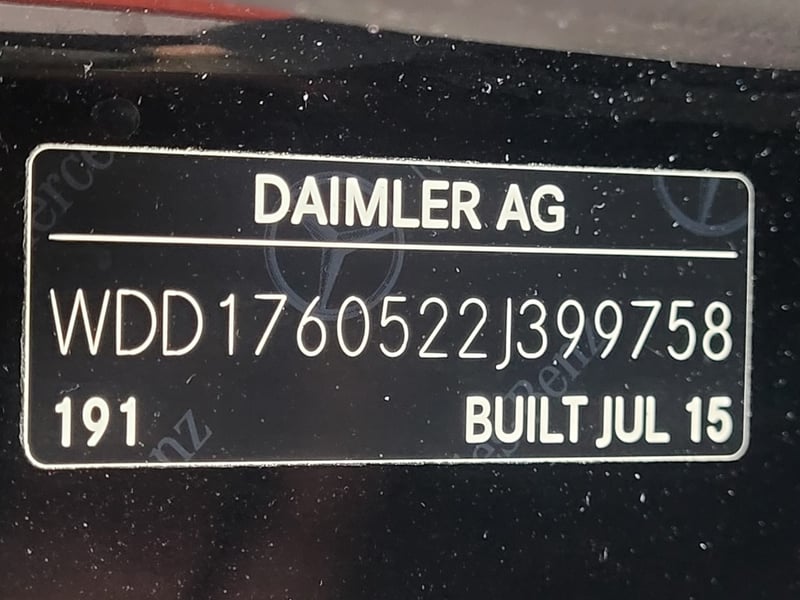 DAIMLER AG
WDD1760522J399758
191 BUILT JUL 15